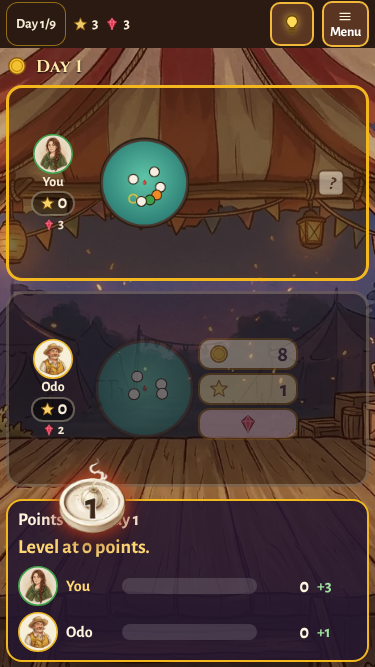 Day 1/9
3
3
Menu
DAY 1
You
0
3
?
Odo
0
2
8
1
1
Points
y 1
Level at 0 points.
You
0 +3
Odo
0 +1